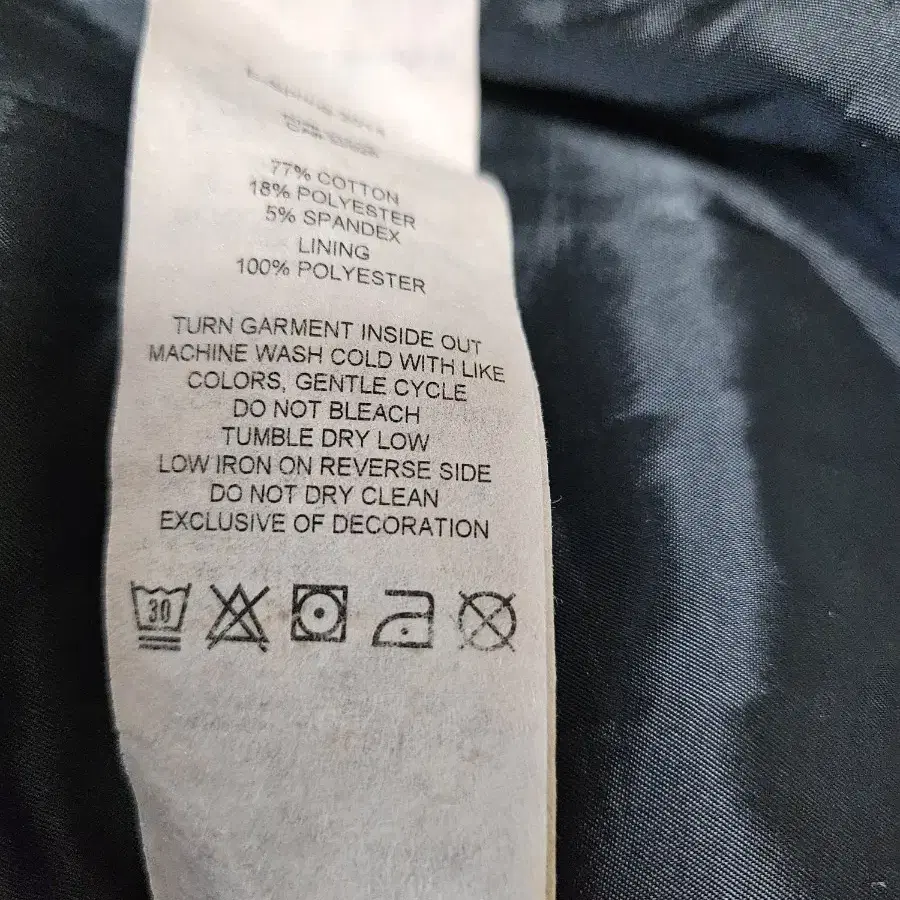 77% COTTON
18% POLYESTER
5% SPANDEX
LINING
100% POLYESTER
TURN GARMENT INSIDE OUT
MACHINE WASH COLD WITH LIKE
COLORS, GENTLE CYCLE
DO NOT BLEACH
TUMBLE DRY LOW
LOW IRON ON REVERSE SIDE
DO NOT DRY CLEAN
EXCLUSIVE OF DECORATION
30